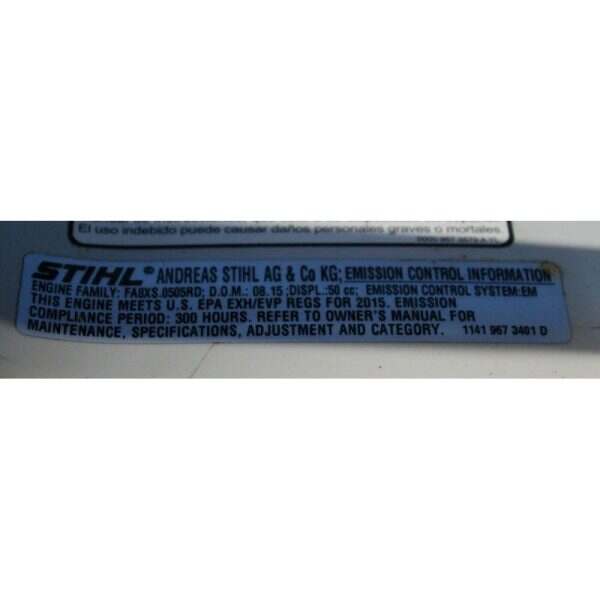 El uso indebido puede causar daños personales graves o mortales.
STIHL® ANDREAS STIHL AG & Co KG; EMISSION CONTROL INFORMATION
ENGINE FAMILY: FA8XS.0505RD; D.O.M.: 08.15;DISPL.:50 cc; EMISSION CONTROL SYSTEM:EM
THIS ENGINE MEETS U.S. EPA EXH/EVP REGS FOR 2015. EMISSION
COMPLIANCE PERIOD: 300 HOURS. REFER TO OWNER'S MANUAL FOR
MAINTENANCE, SPECIFICATIONS, ADJUSTMENT AND CATEGORY. 1141 967 3401 D